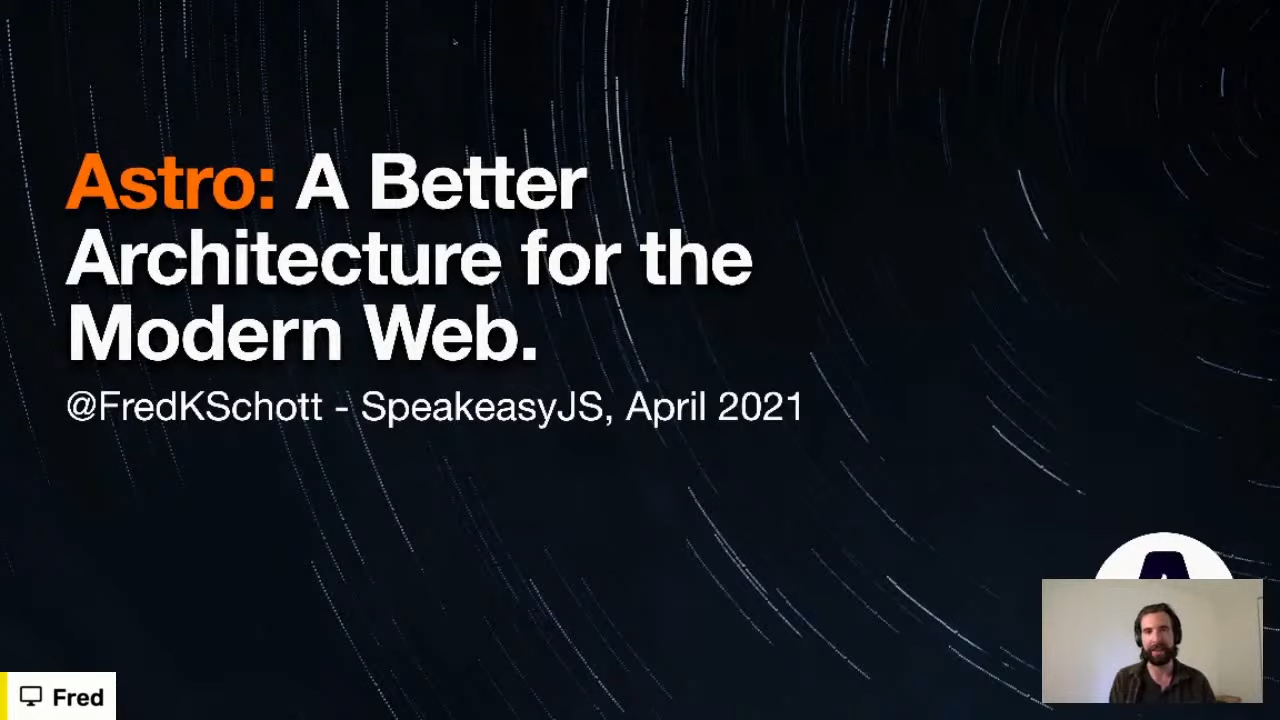 Astro: A Better
Architecture for the
Modern Web.
@FredKSchott - SpeakeasyJS, April 2021
Fred